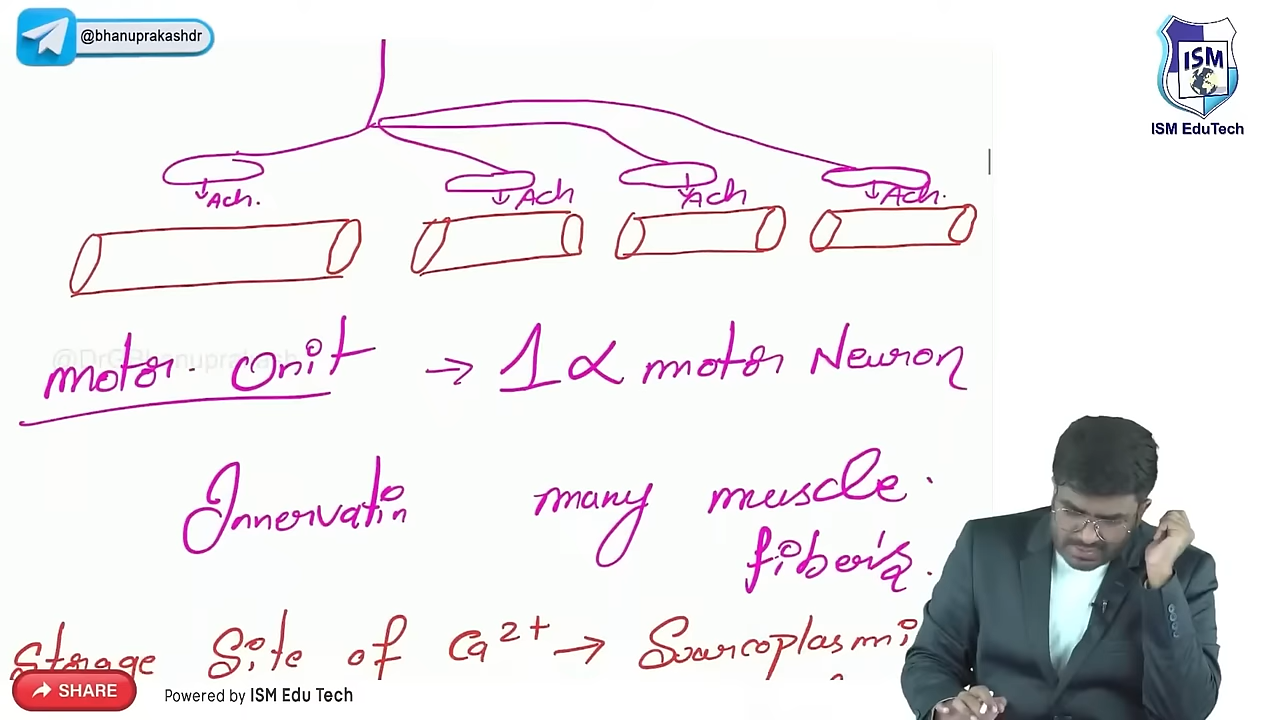 @bhanuprakashdr
ISM
ISM EduTech
Ach. Ach Ach Ach.
motor Unit → 1 α motor Neuron
@DrGBhanuprakash
Innervatin many muscle.
fibers.
Storage Site of Ca2+ → Sarcoplasmi
SHARE
Powered by ISM Edu Tech